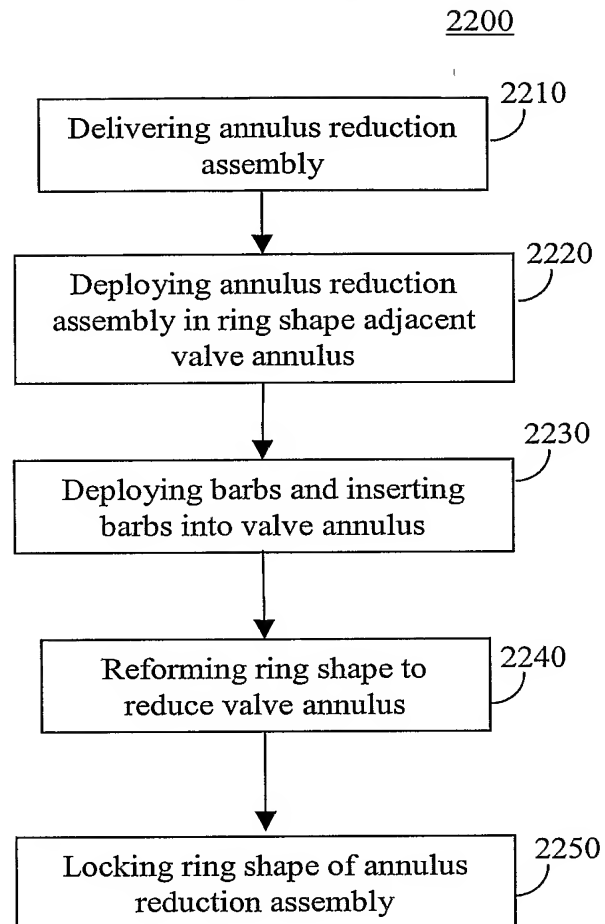 2200
2210
Delivering annulus reduction
assembly
2220
Deploying annulus reduction
assembly in ring shape adjacent
valve annulus
2230
Deploying barbs and inserting
barbs into valve annulus
2240
Reforming ring shape to
reduce valve annulus
2250
Locking ring shape of annulus
reduction assembly